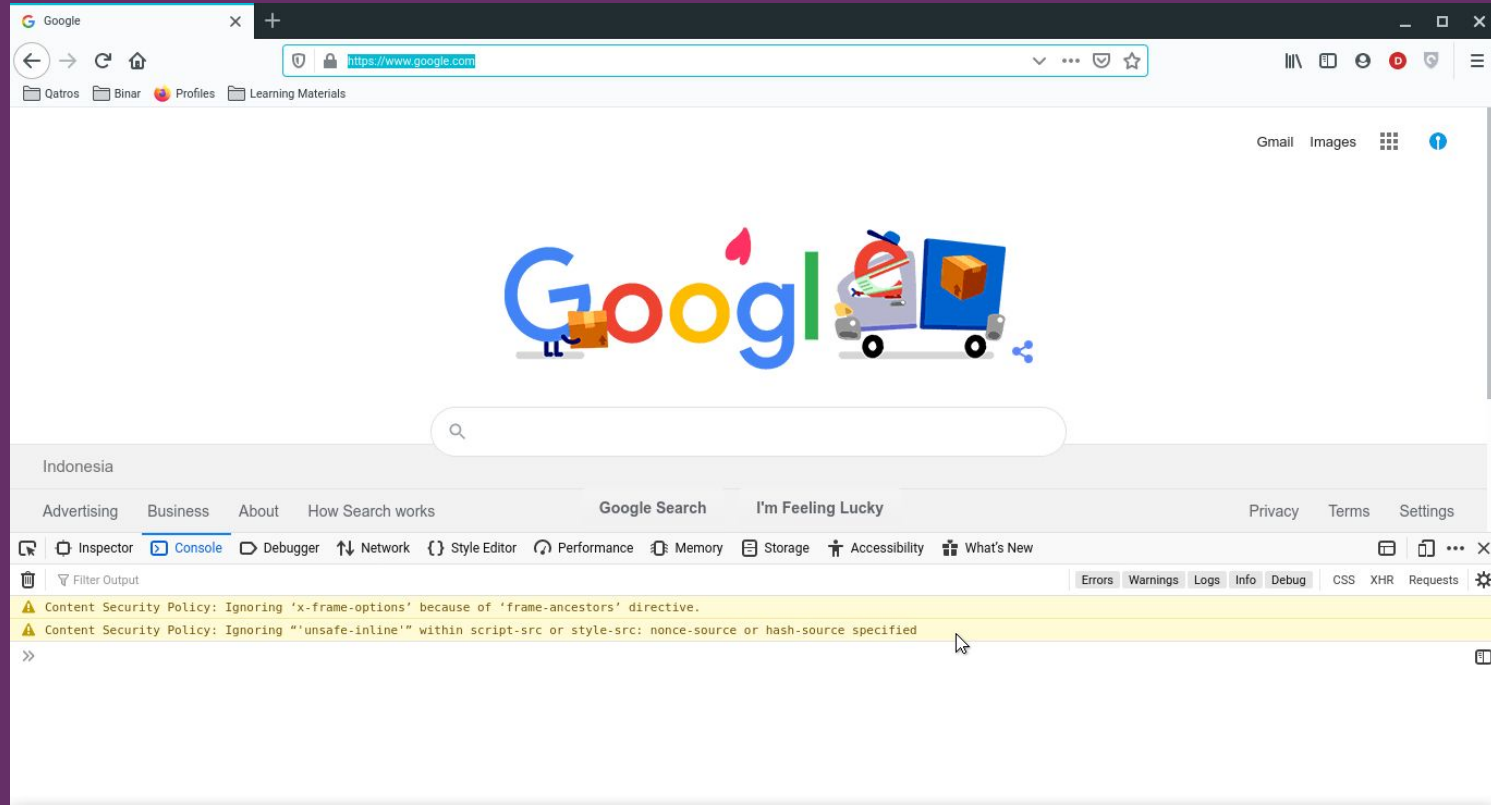 Google
https://www.google.com
Qatros Binar Profiles Learning Materials
Gmail Images
Google
Indonesia
Advertising Business About How Search works Google Search I'm Feeling Lucky Privacy Terms Settings
Inspector Console Debugger Network Style Editor Performance Memory Storage Accessibility What's New
Filter Output Errors Warnings Logs Info Debug CSS XHR Requests
Content Security Policy: Ignoring ‘x-frame-options’ because of ‘frame-ancestors’ directive.
Content Security Policy: Ignoring “'unsafe-inline'” within script-src or style-src: nonce-source or hash-source specified